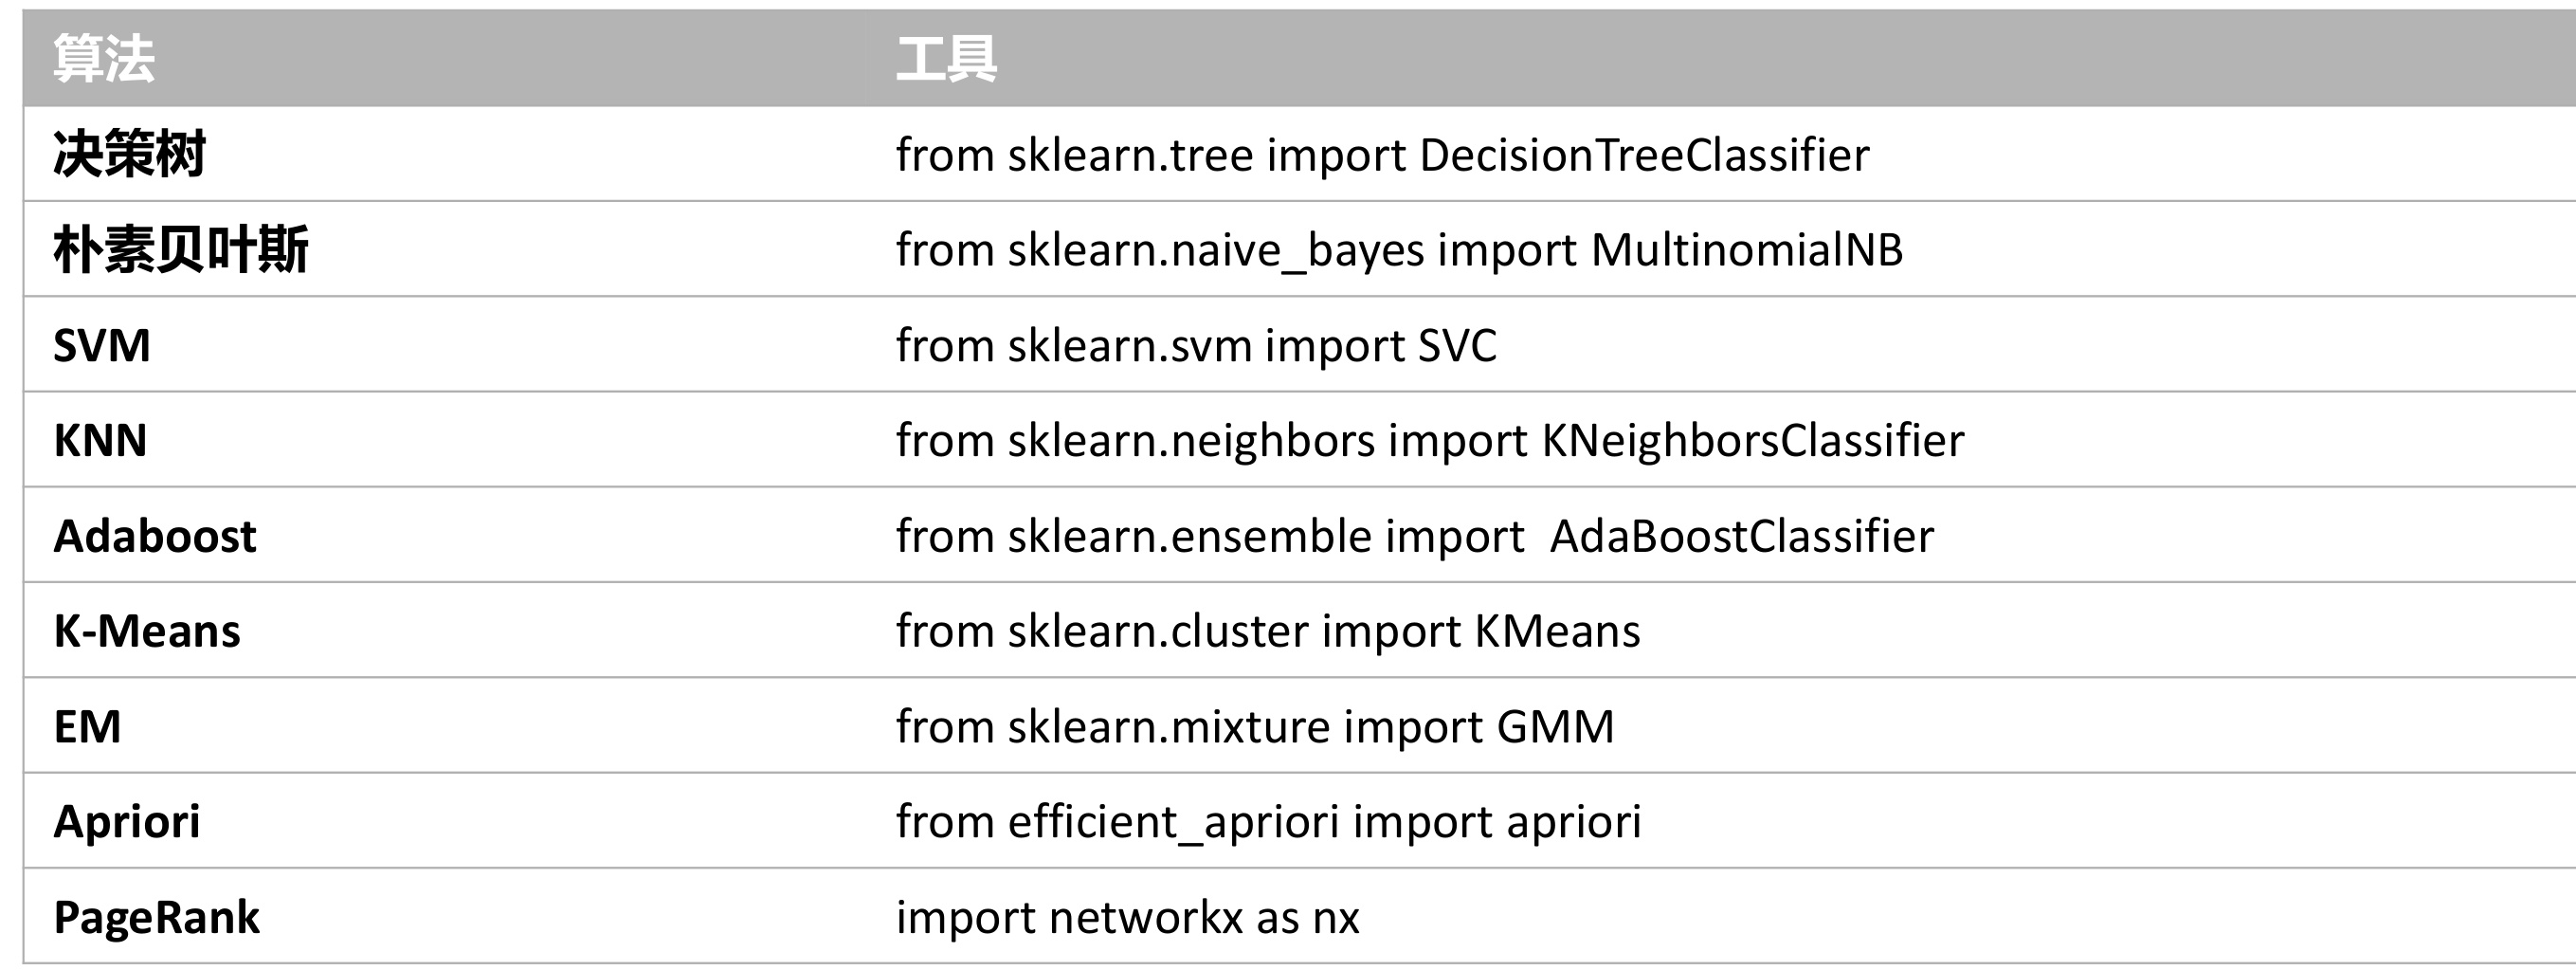 算法 工具
决策树 from sklearn.tree import DecisionTreeClassifier
朴素贝叶斯 from sklearn.naive_bayes import MultinomialNB
SVM from sklearn.svm import SVC
KNN from sklearn.neighbors import KNeighborsClassifier
Adaboost from sklearn.ensemble import  AdaBoostClassifier
K-Means from sklearn.cluster import KMeans
EM from sklearn.mixture import GMM
Apriori from efficient_apriori import apriori
PageRank import networkx as nx